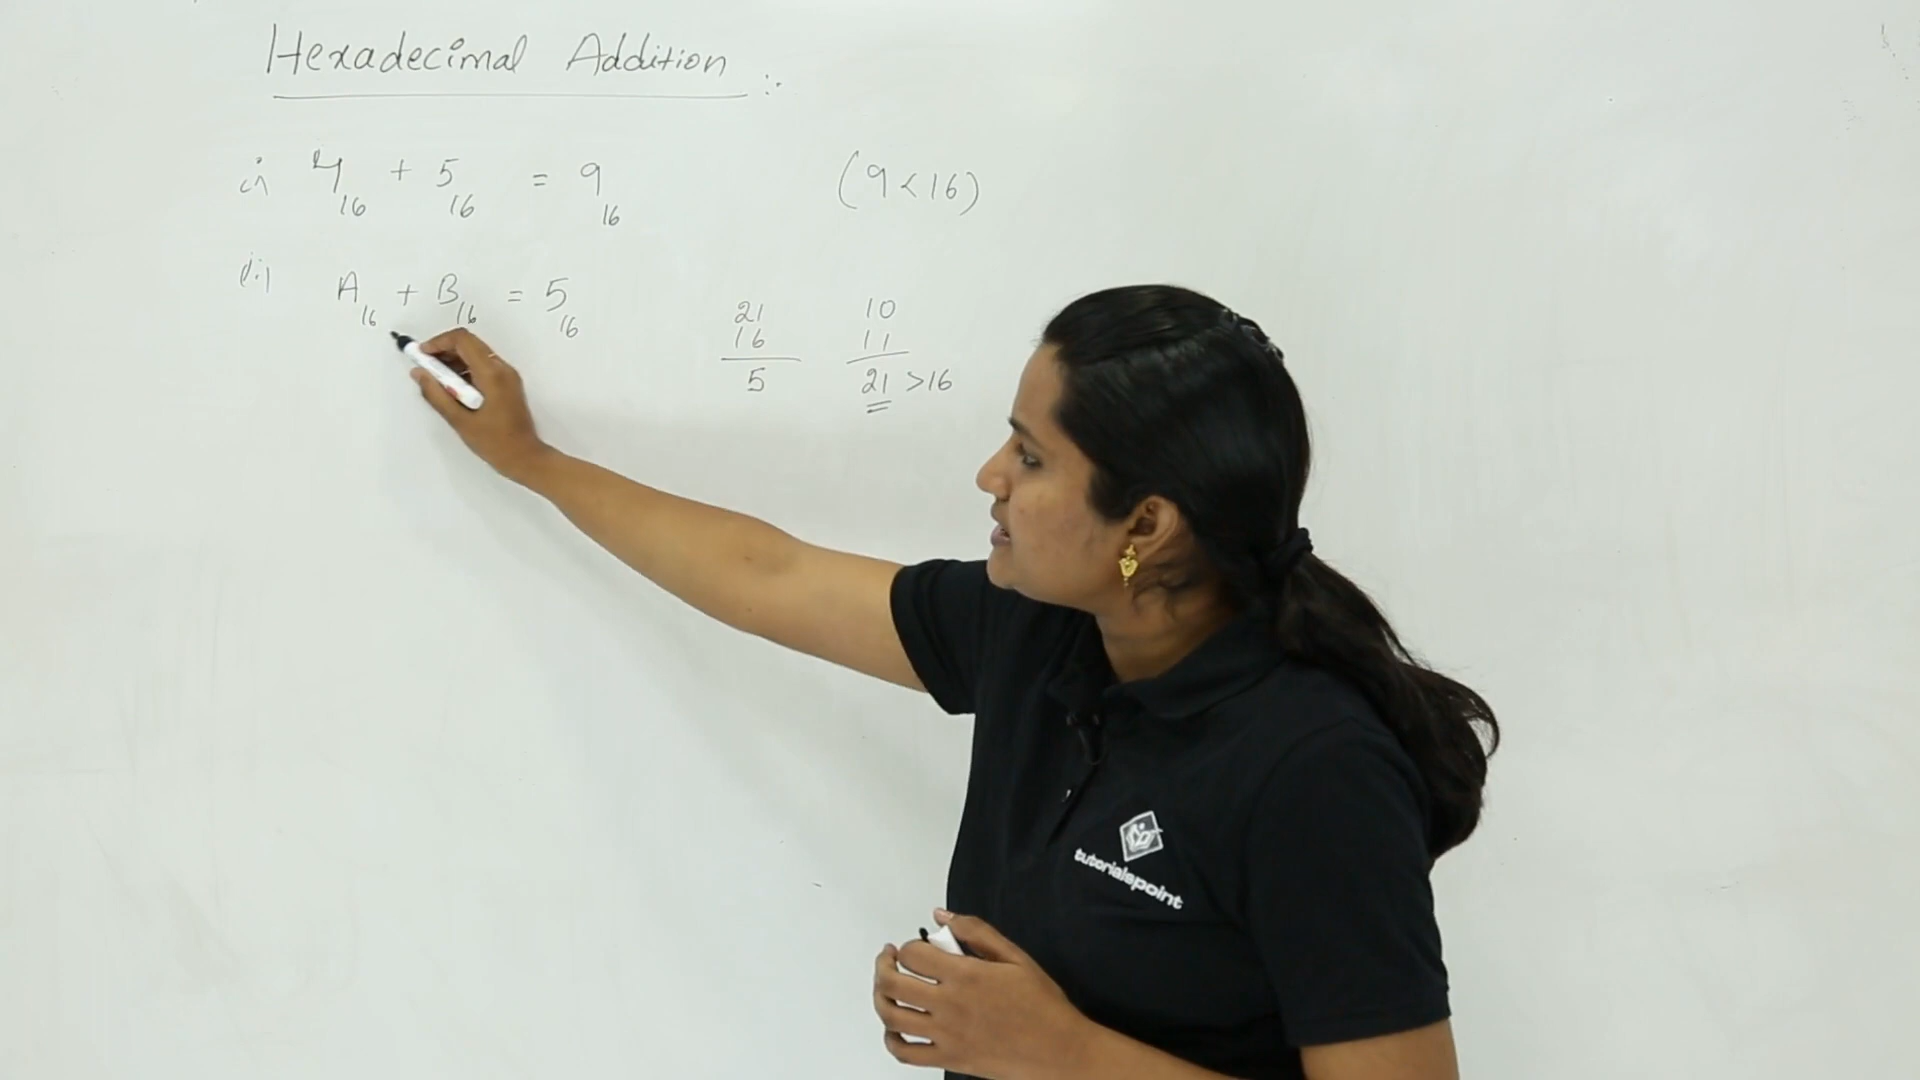 Hexadecimal Addition :-
i) 4₁₆ + 5₁₆ = 9₁₆ (9 < 16)
ii) A₁₆ + B₁₆ = 5₁₆
21 10
16 11
5 21 > 16
tutorialspoint